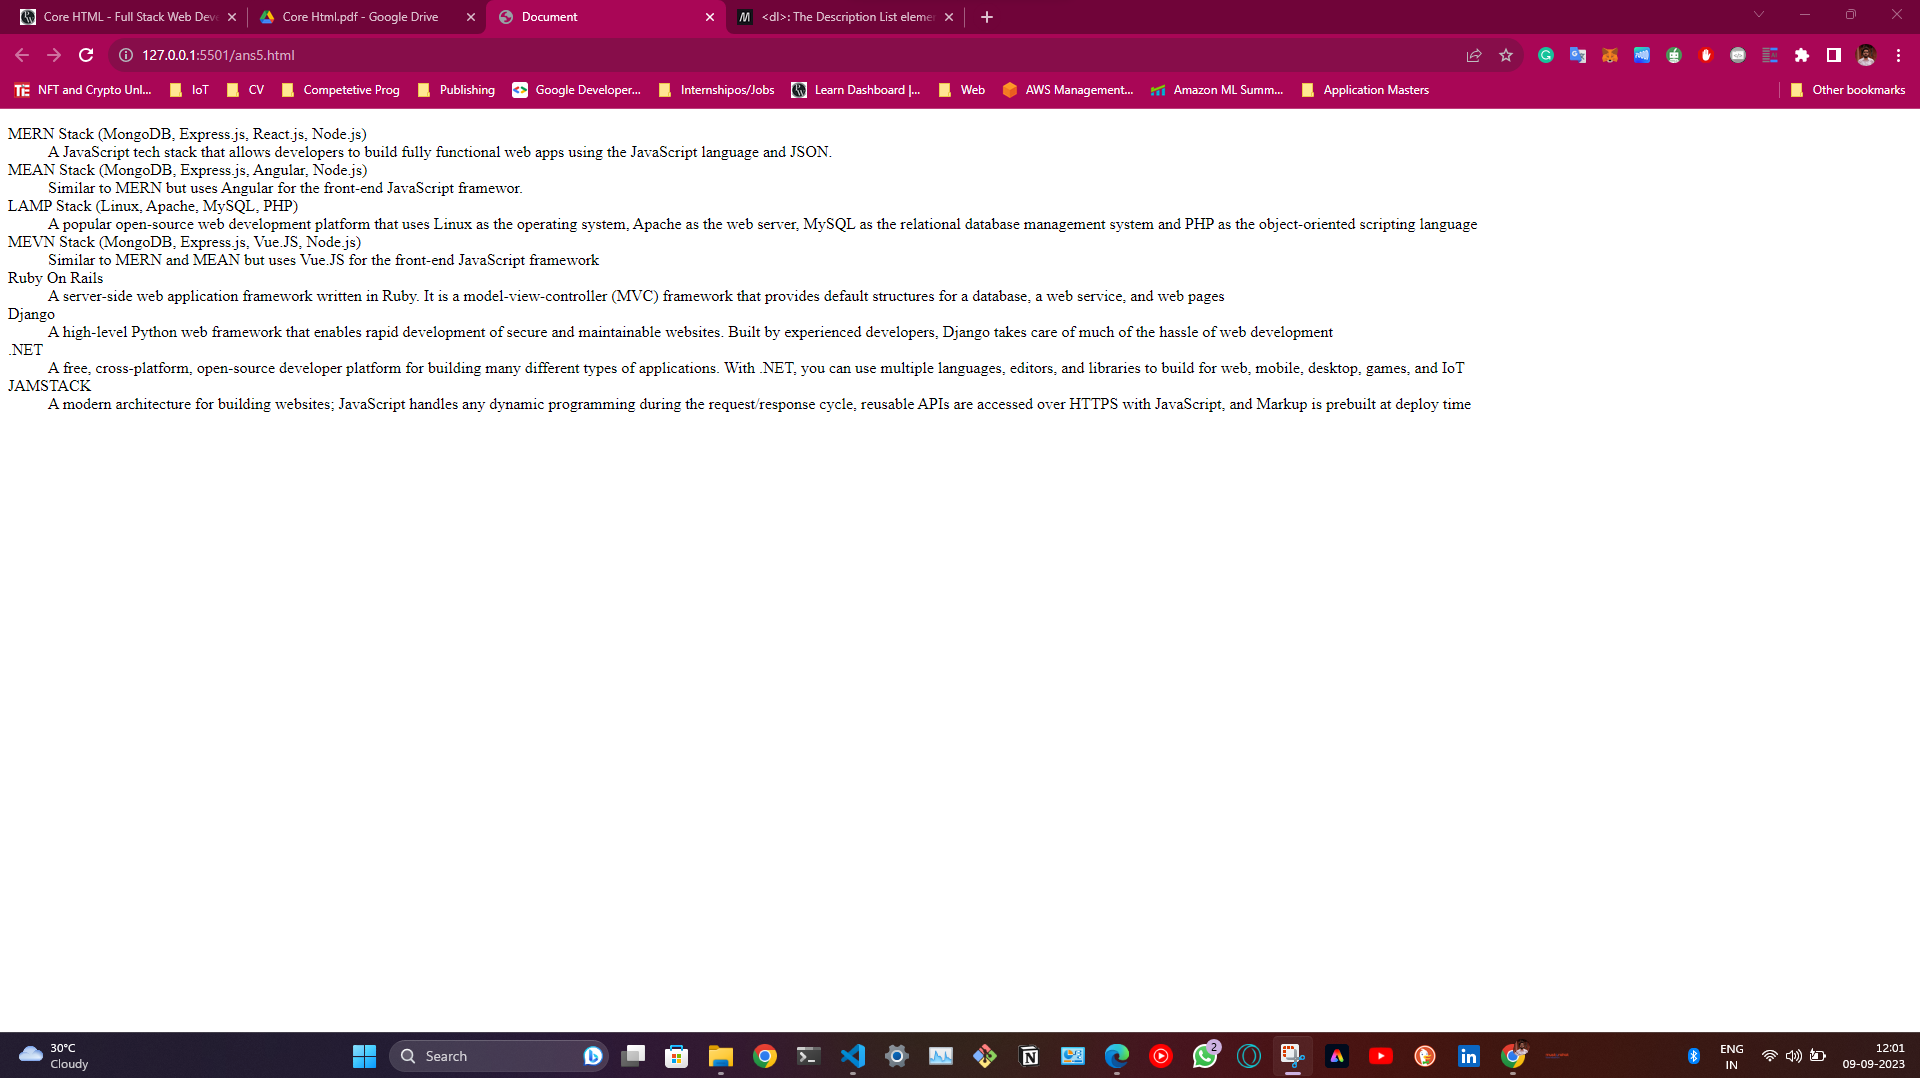 Core HTML - Full Stack Web Deve
Core Html.pdf - Google Drive
Document
<dl>: The Description List eleme
127.0.0.1:5501/ans5.html
NFT and Crypto Unl...
IoT
CV
Competetive Prog
Publishing
Google Developer...
Internshipos/Jobs
Learn Dashboard |...
Web
AWS Management...
Amazon ML Summ...
Application Masters
Other bookmarks
MERN Stack (MongoDB, Express.js, React.js, Node.js)
A JavaScript tech stack that allows developers to build fully functional web apps using the JavaScript language and JSON.
MEAN Stack (MongoDB, Express.js, Angular, Node.js)
Similar to MERN but uses Angular for the front-end JavaScript framewor.
LAMP Stack (Linux, Apache, MySQL, PHP)
A popular open-source web development platform that uses Linux as the operating system, Apache as the web server, MySQL as the relational database management system and PHP as the object-oriented scripting language
MEVN Stack (MongoDB, Express.js, Vue.JS, Node.js)
Similar to MERN and MEAN but uses Vue.JS for the front-end JavaScript framework
Ruby On Rails
A server-side web application framework written in Ruby. It is a model-view-controller (MVC) framework that provides default structures for a database, a web service, and web pages
Django
A high-level Python web framework that enables rapid development of secure and maintainable websites. Built by experienced developers, Django takes care of much of the hassle of web development
.NET
A free, cross-platform, open-source developer platform for building many different types of applications. With .NET, you can use multiple languages, editors, and libraries to build for web, mobile, desktop, games, and IoT
JAMSTACK
A modern architecture for building websites; JavaScript handles any dynamic programming during the request/response cycle, reusable APIs are accessed over HTTPS with JavaScript, and Markup is prebuilt at deploy time
30°C
Cloudy
Search
2
ENG
IN
12:01
09-09-2023